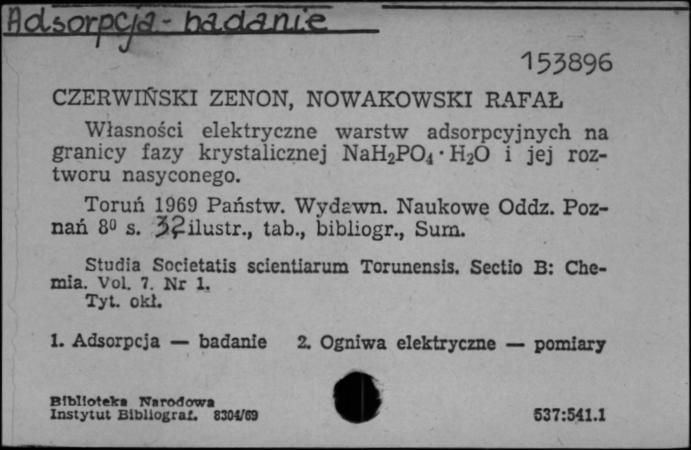 Adsorpcja - badanie
153896
CZERWIŃSKI ZENON, NOWAKOWSKI RAFAŁ
Własności elektryczne warstw adsorpcyjnych na
granicy fazy krystalicznej NaH₂PO₄ · H₂O i jej roz-
tworu nasyconego.
Toruń 1969 Państw. Wydawn. Naukowe Oddz. Poz-
nań 8⁰ s. 32 ilustr., tab., bibliogr., Sum.
Studia Societatis scientiarum Torunensis. Sectio B: Che-
mia. Vol. 7. Nr 1.
Tyt. okł.
1. Adsorpcja — badanie 2. Ogniwa elektryczne — pomiary
Biblioteka Narodowa
Instytut Bibliograf. 8304/69
537:541.1